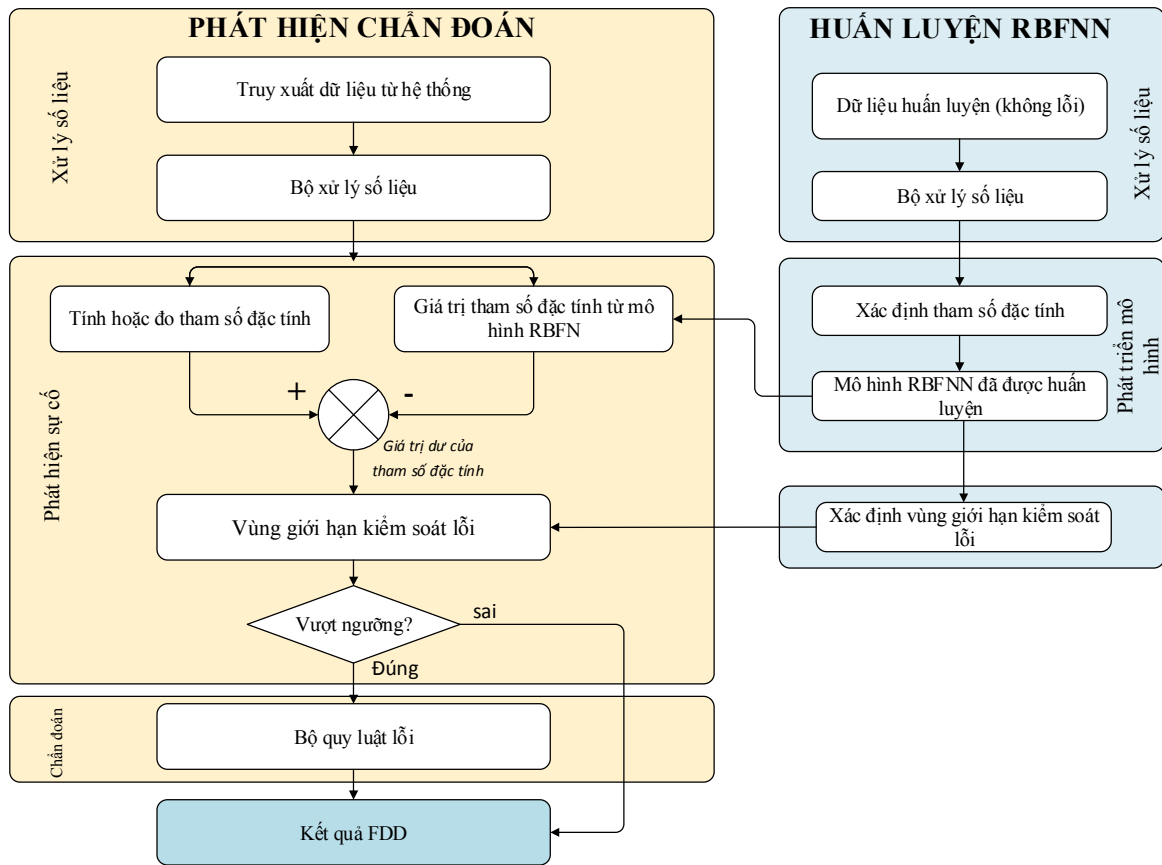 PHÁT HIỆN CHẨN ĐOÁN
Xử lý số liệu
Truy xuất dữ liệu từ hệ thống
Bộ xử lý số liệu
Phát hiện sự cố
Tính hoặc đo tham số đặc tính
Giá trị tham số đặc tính từ mô
hình RBFN
+
-
Giá trị dư của
tham số đặc tính
Vùng giới hạn kiểm soát lỗi
Vượt ngưỡng?
sai
Đúng
Chẩn đoán
Bộ quy luật lỗi
Kết quả FDD
HUẤN LUYỆN RBFNN
Dữ liệu huấn luyện (không lỗi)
Bộ xử lý số liệu
Xử lý số liệu
Xác định tham số đặc tính
Mô hình RBFNN đã được huấn
luyện
Phát triển mô
hình
Xác định vùng giới hạn kiểm soát
lỗi